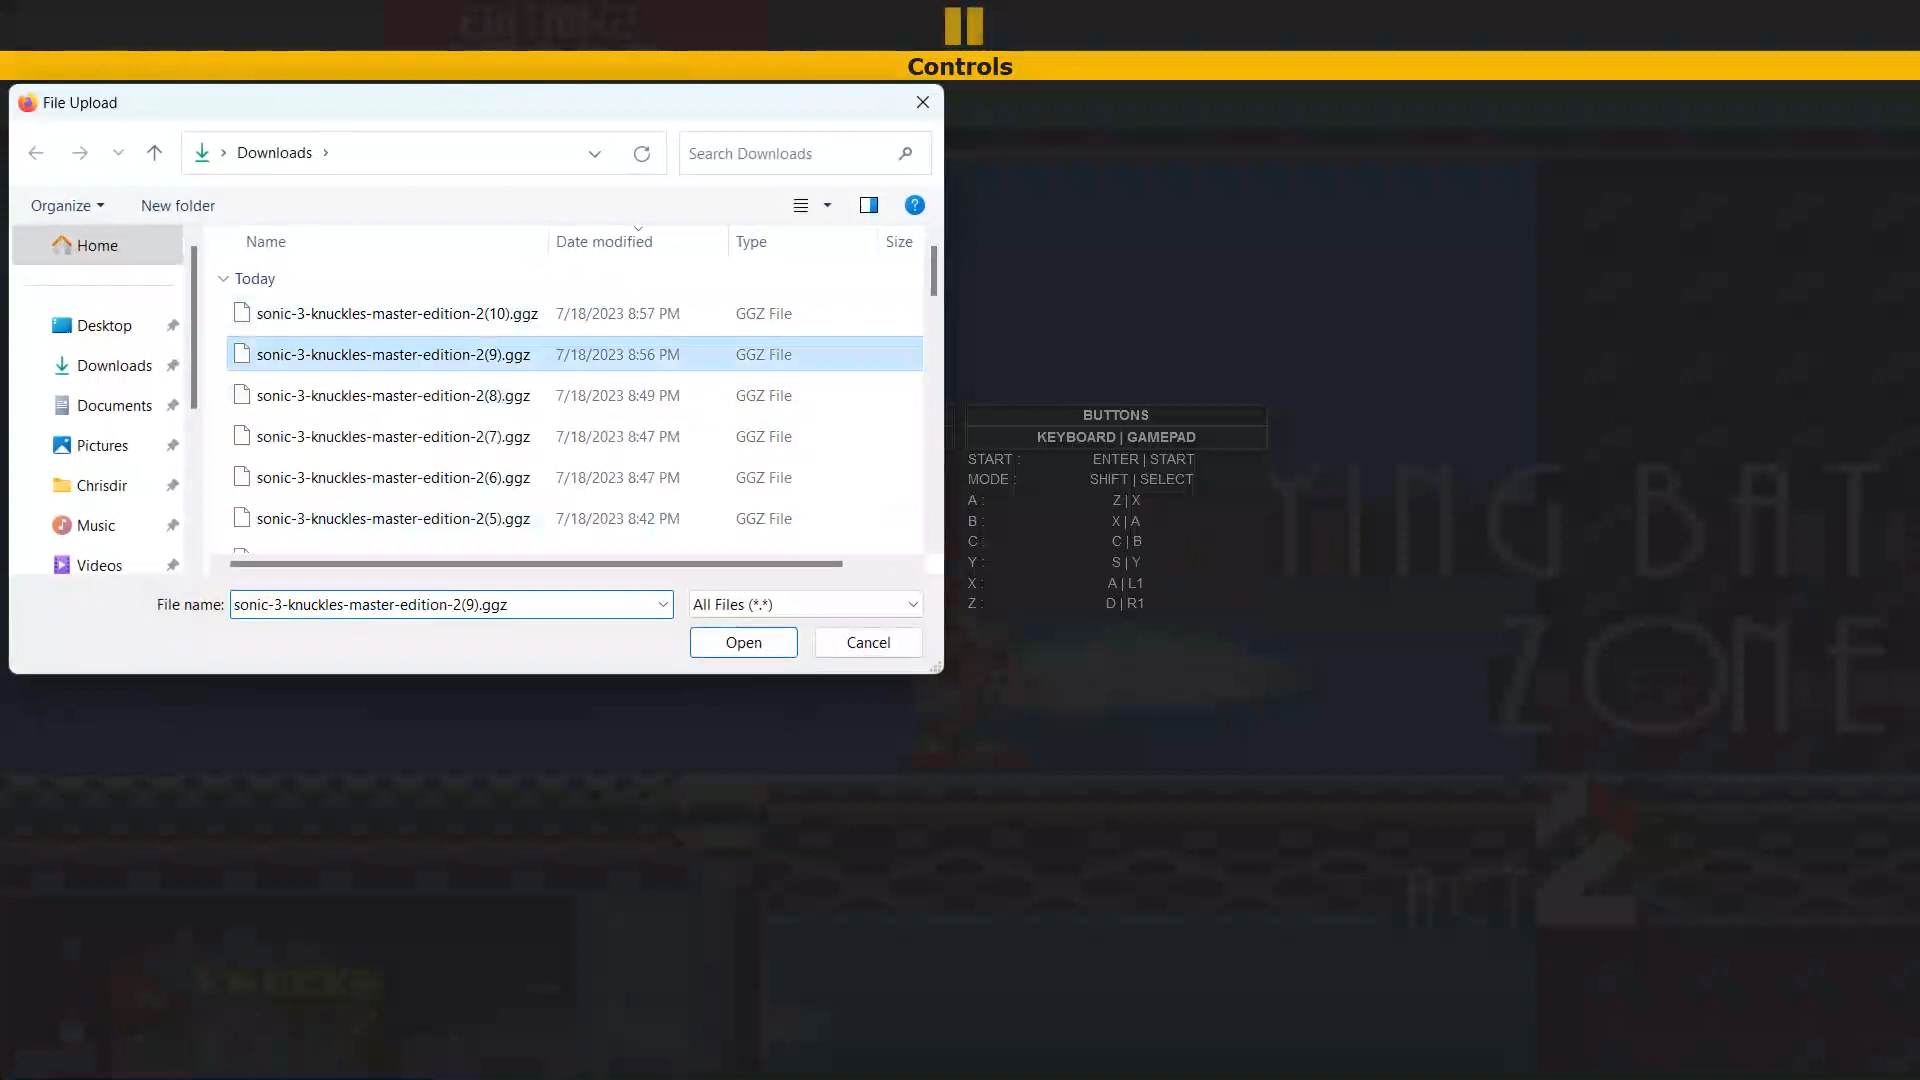 Controls
File Upload
Downloads
Search Downloads
Organize
New folder
Name
Date modified
Type
Size
Home
Desktop
Downloads
Documents
Pictures
Chrisdir
Music
Videos
Today
sonic-3-knuckles-master-edition-2(10).ggz 7/18/2023 8:57 PM GGZ File
sonic-3-knuckles-master-edition-2(9).ggz 7/18/2023 8:56 PM GGZ File
sonic-3-knuckles-master-edition-2(8).ggz 7/18/2023 8:49 PM GGZ File
sonic-3-knuckles-master-edition-2(7).ggz 7/18/2023 8:47 PM GGZ File
sonic-3-knuckles-master-edition-2(6).ggz 7/18/2023 8:47 PM GGZ File
sonic-3-knuckles-master-edition-2(5).ggz 7/18/2023 8:42 PM GGZ File
File name: sonic-3-knuckles-master-edition-2(9).ggz
All Files (*.*)
Open
Cancel
BUTTONS
KEYBOARD | GAMEPAD
START : ENTER | START
MODE : SHIFT | SELECT
A : Z | X
B : X | A
C : C | B
Y : S | Y
X : A | L1
Z : D | R1
YING BAT
ZONE
ACT 2